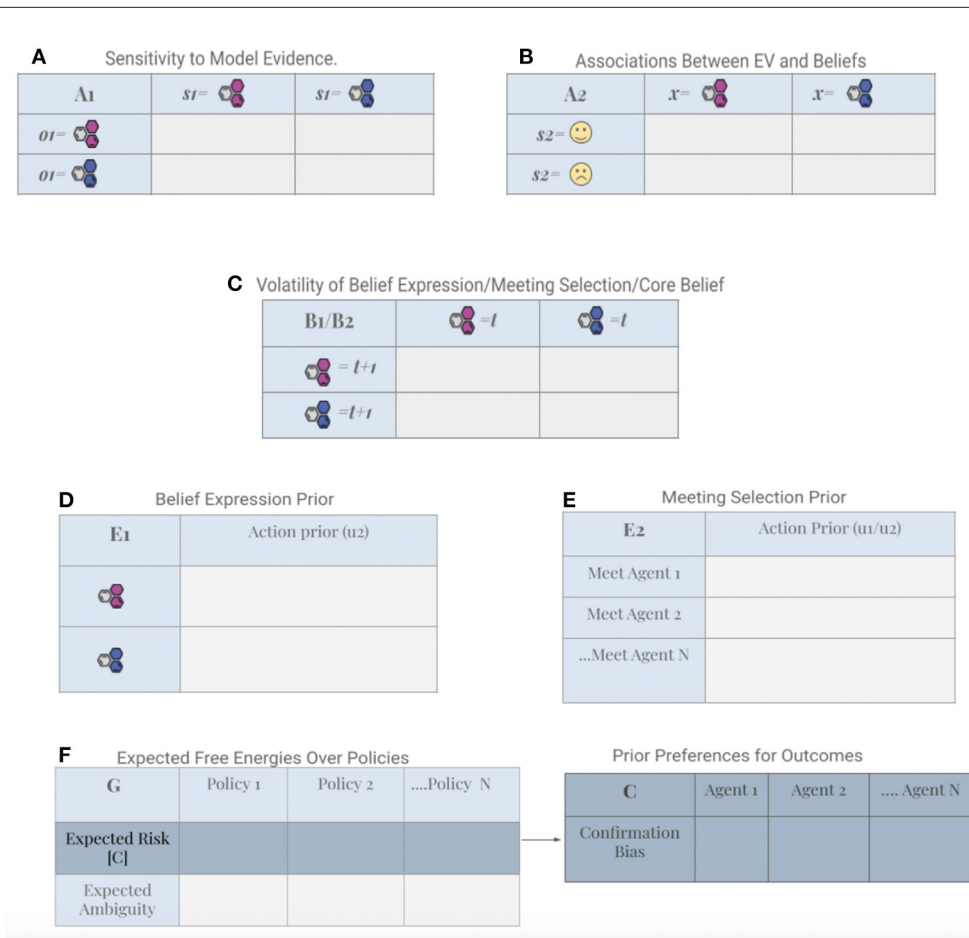 A
Sensitivity to Model Evidence.
A1
s1=
s1=
o1=
o1=
B
Associations Between EV and Beliefs
A2
x=
x=
s2=
s2=
C
Volatility of Belief Expression/Meeting Selection/Core Belief
B1/B2
=t
=t
= t+1
=t+1
D
Belief Expression Prior
E1
Action prior (u2)
E
Meeting Selection Prior
E2
Action Prior (u1/u2)
Meet Agent 1
Meet Agent 2
...Meet Agent N
F
Expected Free Energies Over Policies
G
Policy 1
Policy 2
....Policy N
Expected Risk
[C]
Expected
Ambiguity
Prior Preferences for Outcomes
C
Agent 1
Agent 2
.... Agent N
Confirmation
Bias